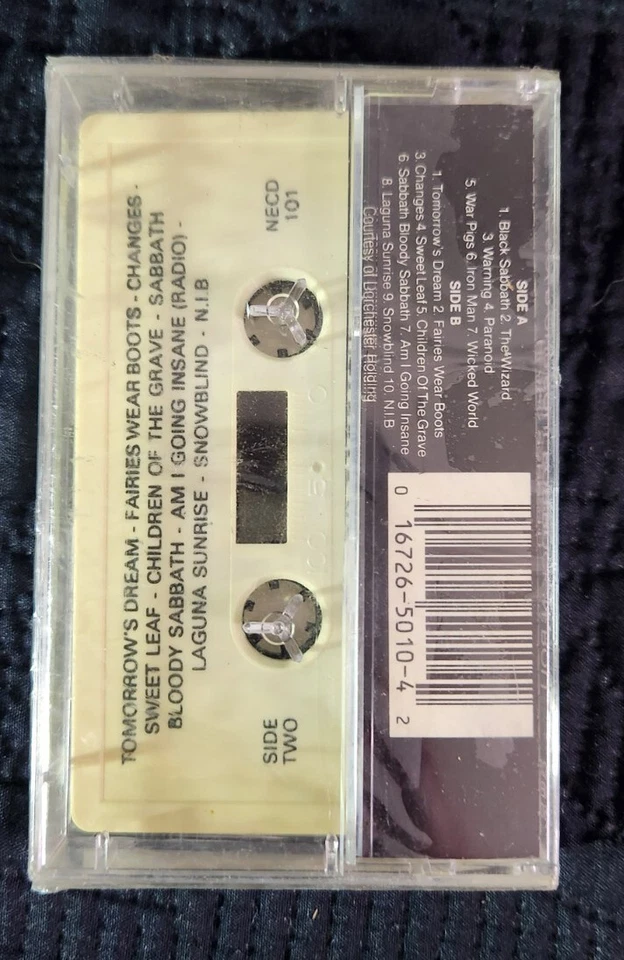 TOMORROW'S DREAM - FAIRIES WEAR BOOTS - CHANGES -
SWEET LEAF - CHILDREN OF THE GRAVE - SABBATH
BLOODY SABBATH - AM I GOING INSANE (RADIO) -
LAGUNA SUNRISE - SNOWBLIND - N.I.B
NECD
101
SIDE
TWO
SIDE A
1. Black Sabbath 2. The Wizard
3. Warning 4. Paranoid
5. War Pigs 6. Iron Man 7. Wicked World
SIDE B
1. Tomorrow's Dream 2. Fairies Wear Boots
3. Changes 4. Sweet Leaf 5. Children Of The Grave
6. Sabbath Bloody Sabbath 7. Am I Going Insane
8. Laguna Sunrise 9. Snowblind 10. N.I.B
Courtesy of Dorchester Holding
0 16726-5010-4 2